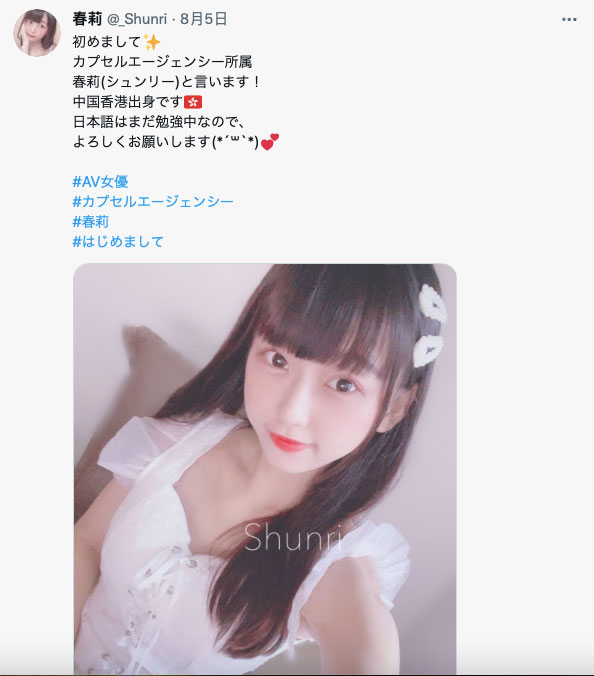 春莉 @_Shunri · 8月5日
初めまして✨
カプセルエージェンシー所属
春莉(シュンリー)と言います！
中国香港出身です🇭🇰
日本語はまだ勉強中なので、
よろしくお願いします(*´꒳`*)💕
#AV女優
#カプセルエージェンシー
#春莉
#はじめまして
Shunri